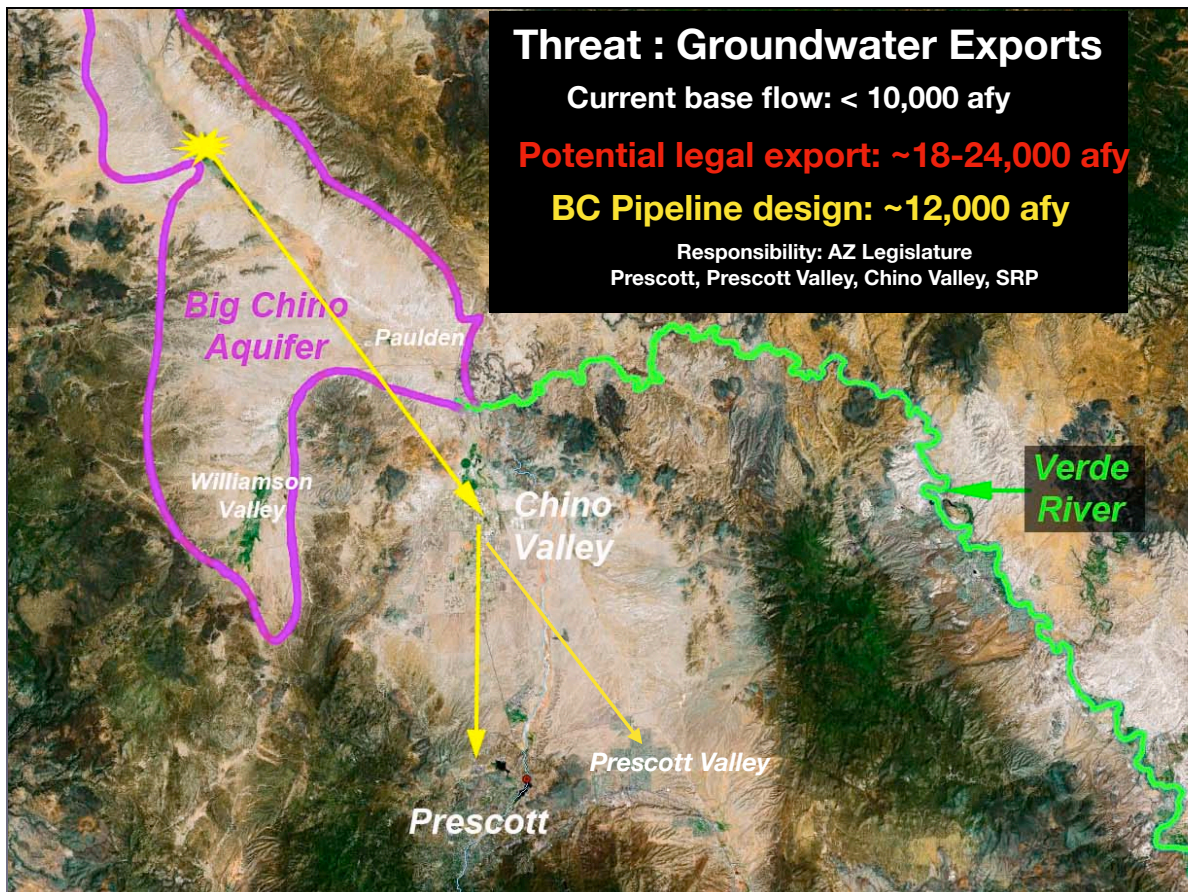 Threat : Groundwater Exports
Current base flow: < 10,000 afy
Potential legal export: ~18-24,000 afy
BC Pipeline design: ~12,000 afy
Responsibility: AZ Legislature
Prescott, Prescott Valley, Chino Valley, SRP
Big Chino
Aquifer
Paulden
Williamson
Valley
Chino
Valley
Verde
River
Prescott Valley
Prescott